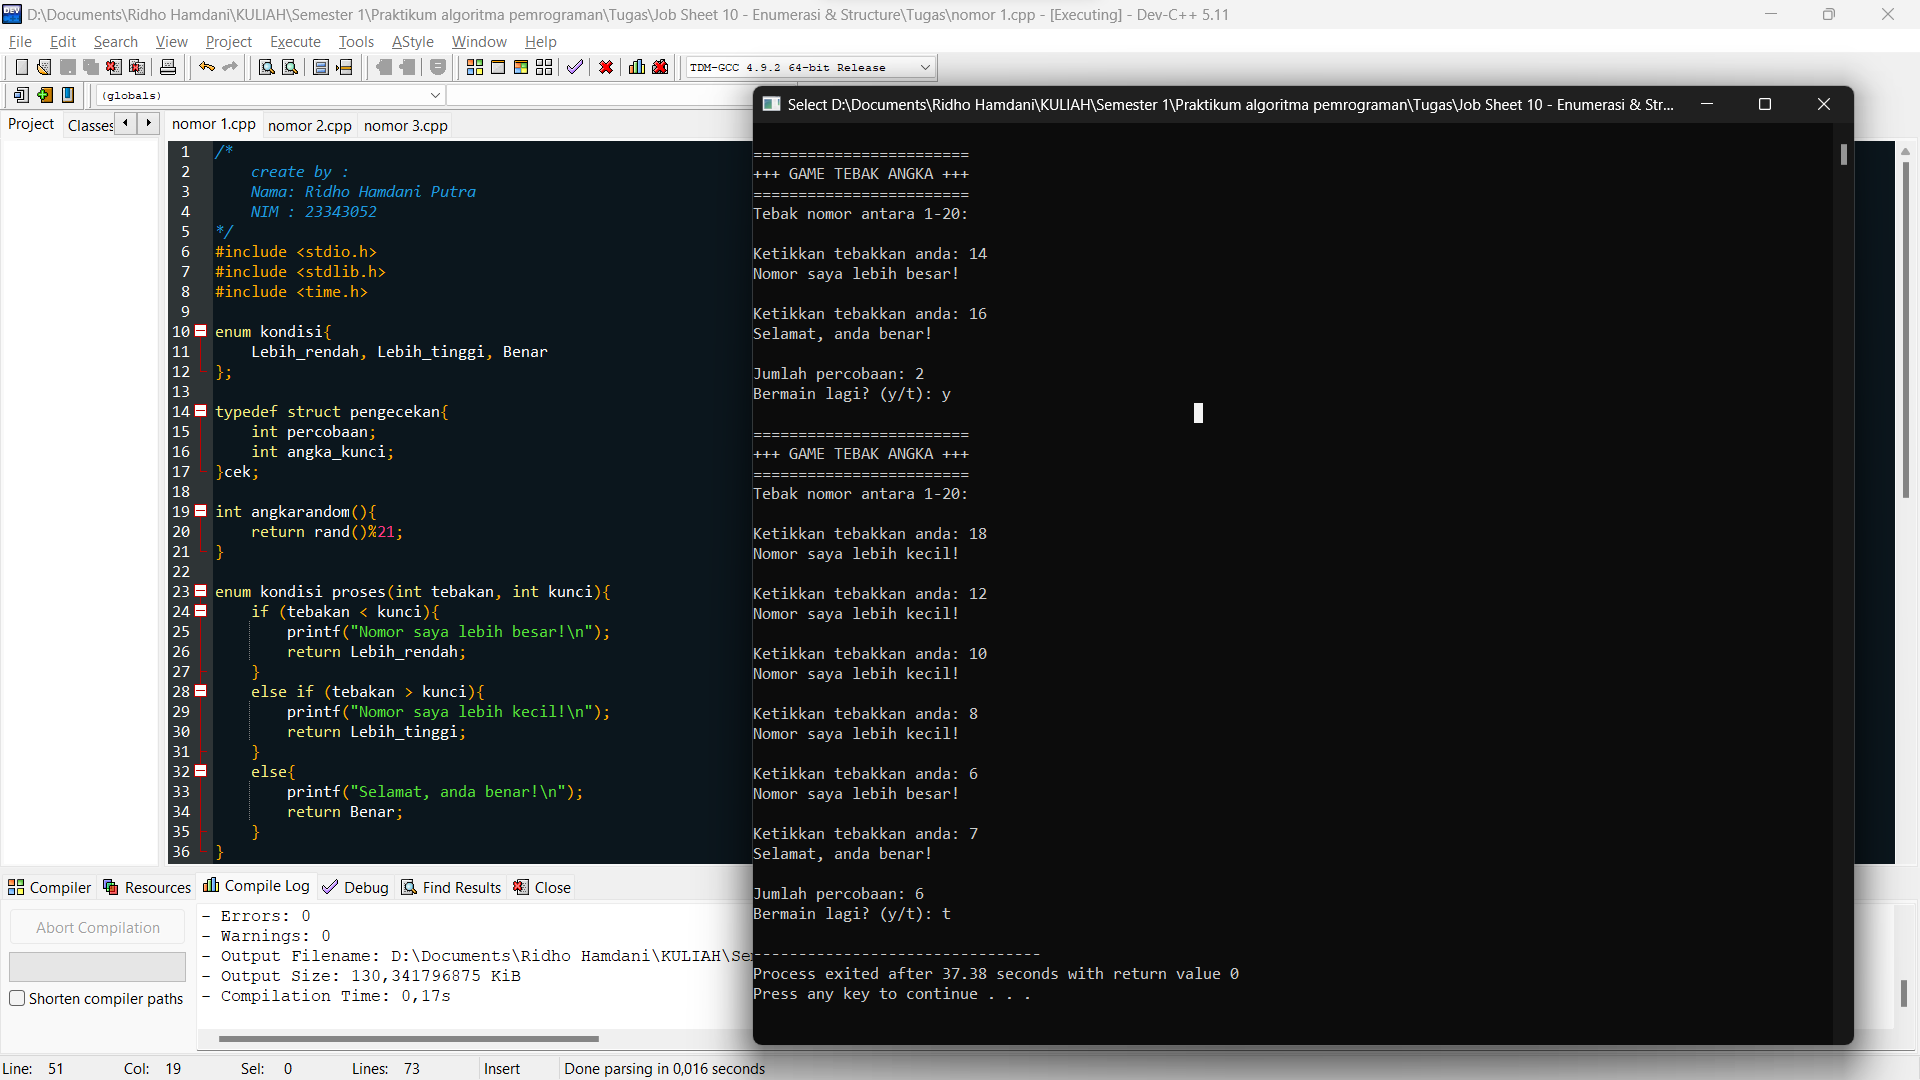 D:\Documents\Ridho Hamdani\KULIAH\Semester 1\Praktikum algoritma pemrograman\Tugas\Job Sheet 10 - Enumerasi & Structure\Tugas\nomor 1.cpp - [Executing] - Dev-C++ 5.11
File Edit Search View Project Execute Tools AStyle Window Help
TDM-GCC 4.9.2 64-bit Release
(globals)
Project Classes nomor 1.cpp nomor 2.cpp nomor 3.cpp
1 /*
2 create by :
3 Nama: Ridho Hamdani Putra
4 NIM : 23343052
5 */
6 #include <stdio.h>
7 #include <stdlib.h>
8 #include <time.h>
9
10 enum kondisi{
11 Lebih_rendah, Lebih_tinggi, Benar
12 };
13
14 typedef struct pengecekan{
15 int percobaan;
16 int angka_kunci;
17 }cek;
18
19 int angkarandom(){
20 return rand()%21;
21 }
22
23 enum kondisi proses(int tebakan, int kunci){
24 if (tebakan < kunci){
25 printf("Nomor saya lebih besar!\n");
26 return Lebih_rendah;
27 }
28 else if (tebakan > kunci){
29 printf("Nomor saya lebih kecil!\n");
30 return Lebih_tinggi;
31 }
32 else{
33 printf("Selamat, anda benar!\n");
34 return Benar;
35 }
36 }
Select D:\Documents\Ridho Hamdani\KULIAH\Semester 1\Praktikum algoritma pemrograman\Tugas\Job Sheet 10 - Enumerasi & Str...
========================
+++ GAME TEBAK ANGKA +++
========================
Tebak nomor antara 1-20:
Ketikkan tebakkan anda: 14
Nomor saya lebih besar!
Ketikkan tebakkan anda: 16
Selamat, anda benar!
Jumlah percobaan: 2
Bermain lagi? (y/t): y
========================
+++ GAME TEBAK ANGKA +++
========================
Tebak nomor antara 1-20:
Ketikkan tebakkan anda: 18
Nomor saya lebih kecil!
Ketikkan tebakkan anda: 12
Nomor saya lebih kecil!
Ketikkan tebakkan anda: 10
Nomor saya lebih kecil!
Ketikkan tebakkan anda: 8
Nomor saya lebih kecil!
Ketikkan tebakkan anda: 6
Nomor saya lebih besar!
Ketikkan tebakkan anda: 7
Selamat, anda benar!
Jumlah percobaan: 6
Bermain lagi? (y/t): t
--------------------------------
Process exited after 37.38 seconds with return value 0
Press any key to continue . . .
Compiler Resources Compile Log Debug Find Results Close
Abort Compilation
Shorten compiler paths
- Errors: 0
- Warnings: 0
- Output Filename: D:\Documents\Ridho Hamdani\KULIAH\Se
- Output Size: 130,341796875 KiB
- Compilation Time: 0,17s
Line: 51 Col: 19 Sel: 0 Lines: 73 Insert Done parsing in 0,016 seconds